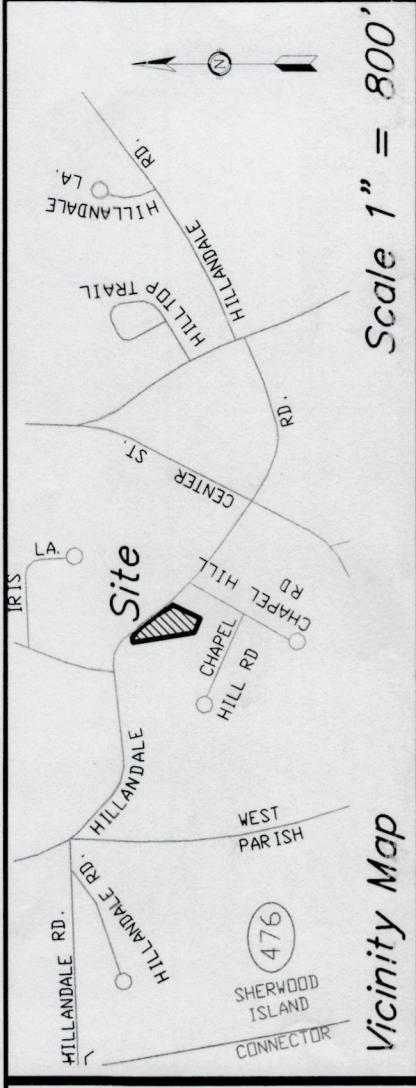 HILLANDALE RD.
HILLANDALE RD.
476
SHERWOOD
ISLAND
CONNECTOR
Vicinity Map
HILLANDALE
WEST
PARISH
IRIS
LA.
Site
CHAPEL
HILL RD
CHAPEL HILL
RD
CENTER
ST.
RD.
HILLTOP TRAIL
HILLANDALE
RD.
HILLANDALE
LA.
N
Scale 1" = 800'